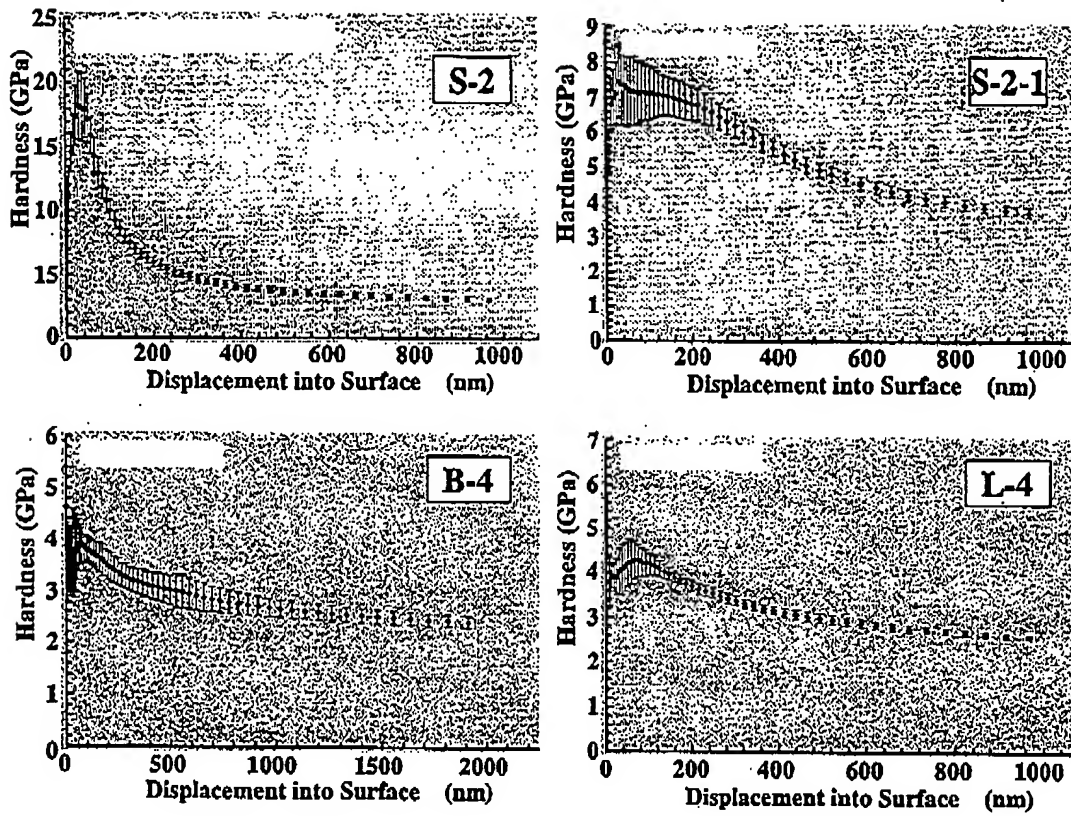 25
20
15
10
15
0
Hardness (GPa)
S-2
0 200 400 600 800 1000
Displacement into Surface (nm)
9
8
7
6
5
4
3
2
1
0
Hardness (GPa)
S-2-1
0 200 400 600 800 1000
Displacement into Surface (nm)
6
5
4
3
2
1
0
Hardness (GPa)
B-4
0 500 1000 1500 2000
Displacement into Surface (nm)
7
6
5
4
3
2
1
0
Hardness (GPa)
L-4
0 200 400 600 800 1000
Displacement into Surface (nm)